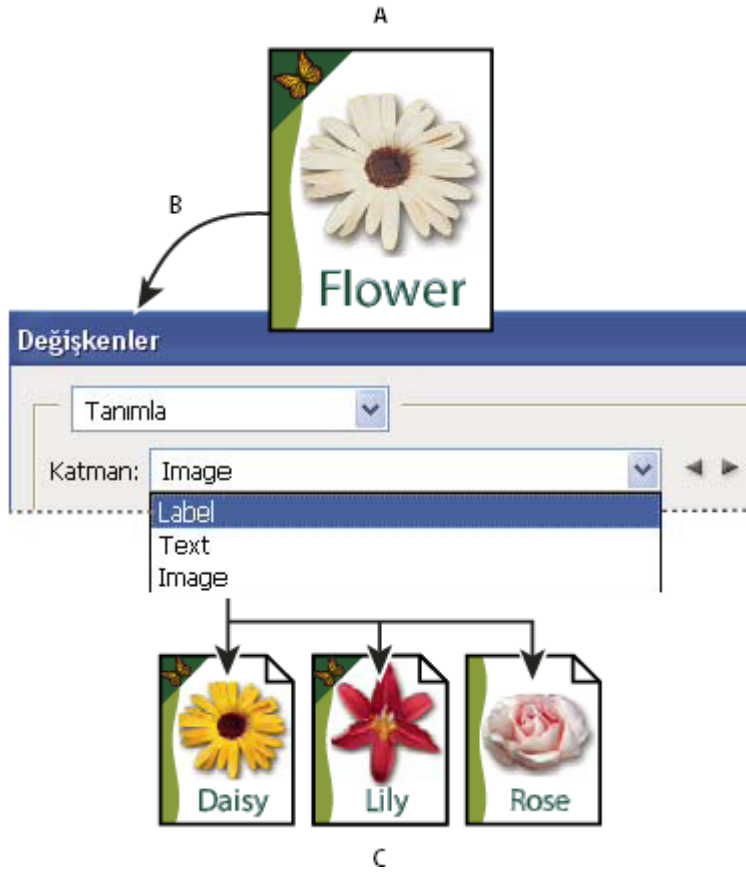 A
Flower
B
Değişkenler
Tanımla
Katman: Image
Label
Text
Image
Daisy Lily Rose
C